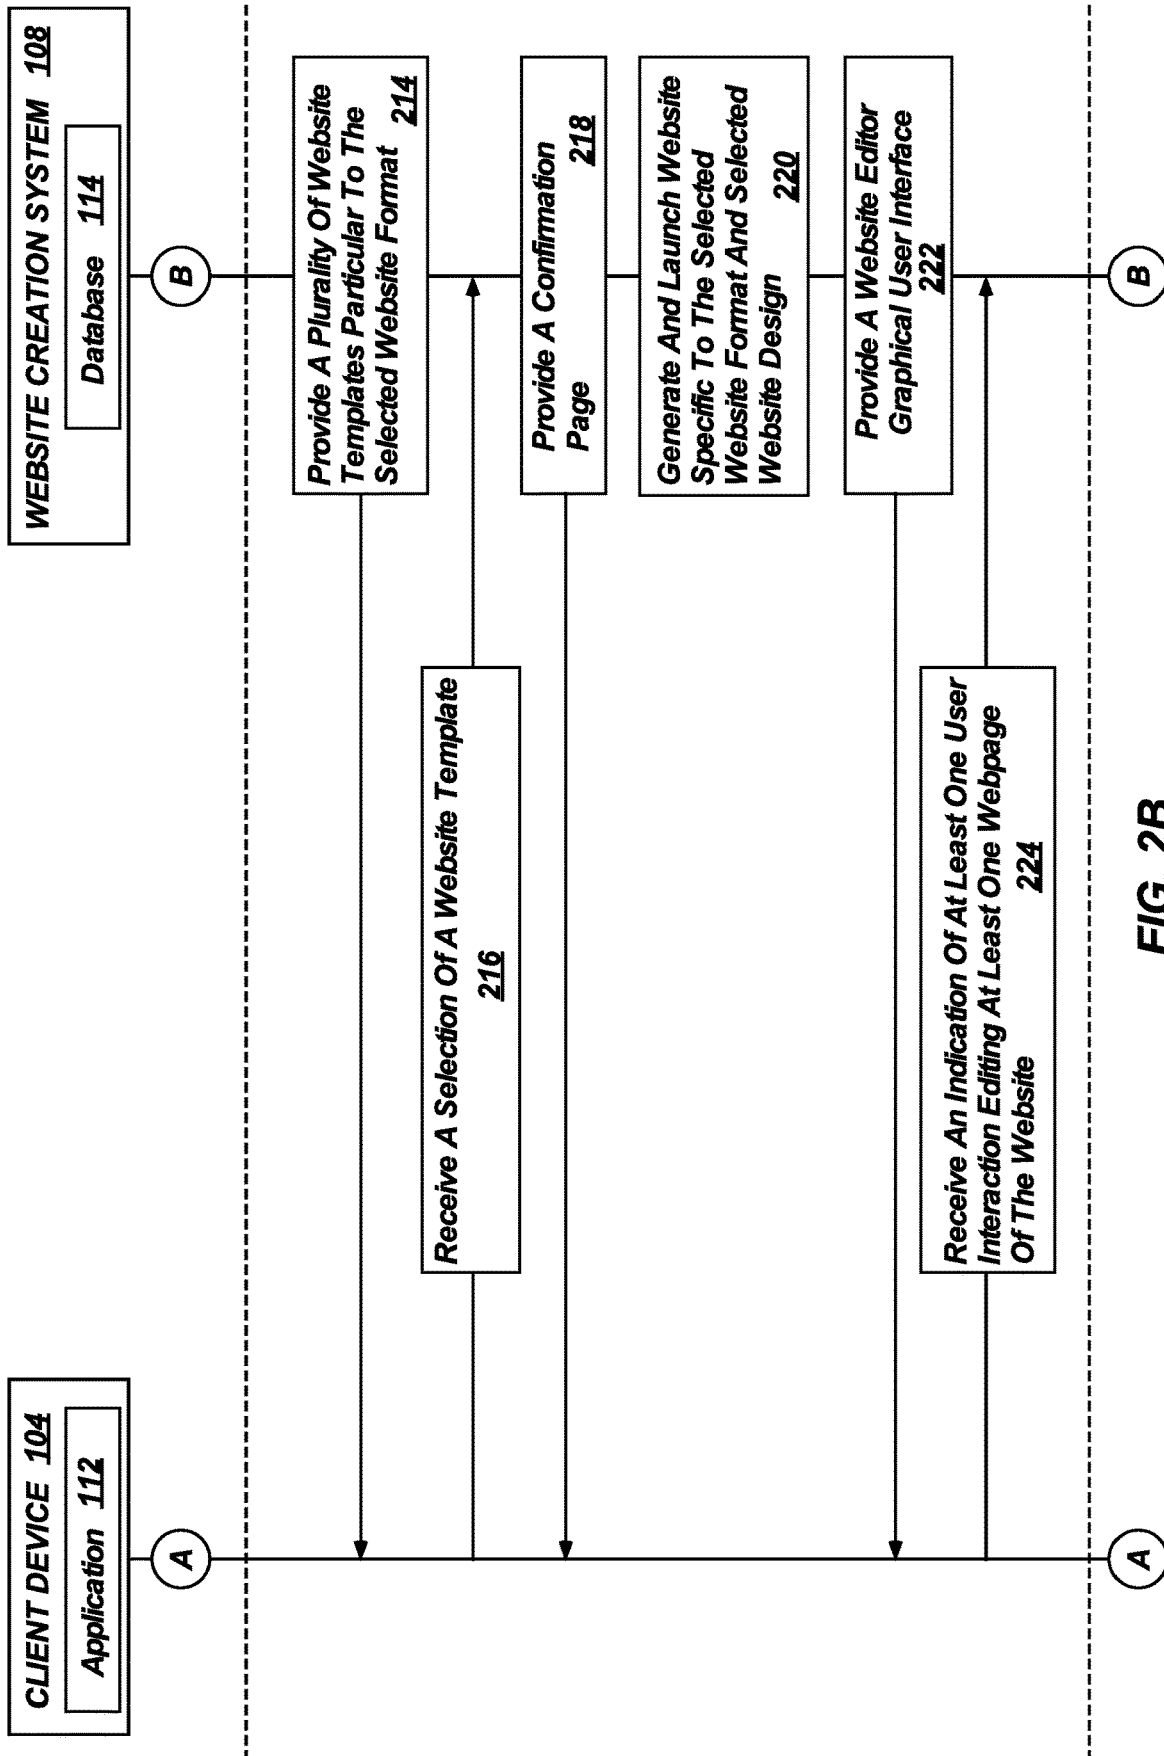 CLIENT DEVICE 104
Application 112
A
WEBSITE CREATION SYSTEM 108
Database 114
B
Provide A Plurality Of Website
Templates Particular To The
Selected Website Format 214
Receive A Selection Of A Website Template
216
Provide A Confirmation
Page 218
Generate And Launch Website
Specific To The Selected
Website Format And Selected
Website Design 220
Provide A Website Editor
Graphical User Interface
222
Receive An Indication Of At Least One User
Interaction Editing At Least One Webpage
Of The Website 224
A
B
FIG. 2B